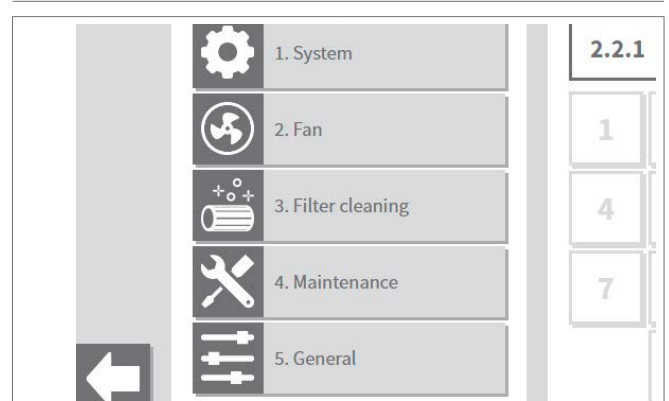 1. System
2. Fan
3. Filter cleaning
4. Maintenance
5. General
2.2.1
1
4
7